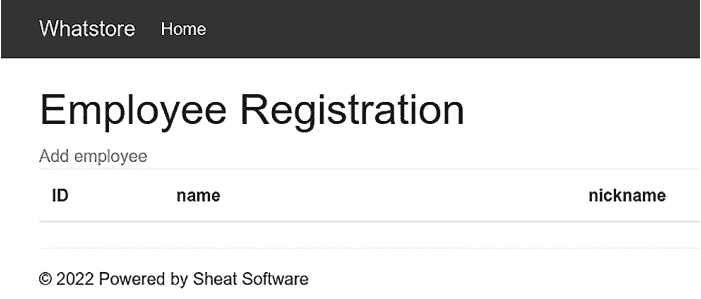 Whatstore Home
Employee Registration
Add employee
ID name nickname
© 2022 Powered by Sheat Software